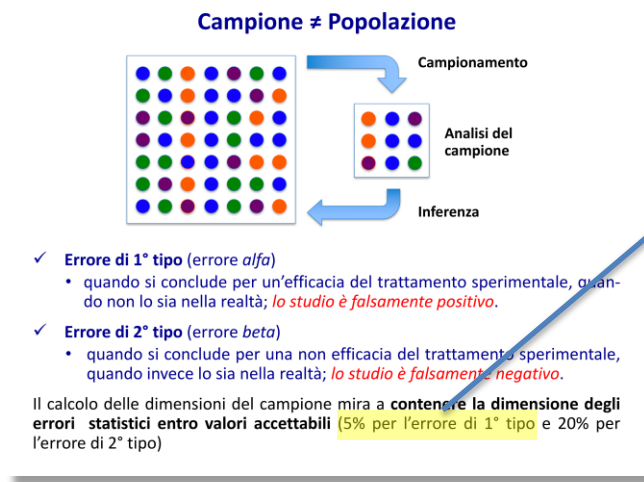 Campione ≠ Popolazione
Campionamento
Analisi del
campione
Inferenza
✓ Errore di 1° tipo (errore alfa)
• quando si conclude per un'efficacia del trattamento sperimentale, quan-
do non lo sia nella realtà; lo studio è falsamente positivo.
✓ Errore di 2° tipo (errore beta)
• quando si conclude per una non efficacia del trattamento sperimentale,
quando invece lo sia nella realtà; lo studio è falsamente negativo.
Il calcolo delle dimensioni del campione mira a contenere la dimensione degli
errori statistici entro valori accettabili (5% per l'errore di 1° tipo e 20% per
l'errore di 2° tipo)